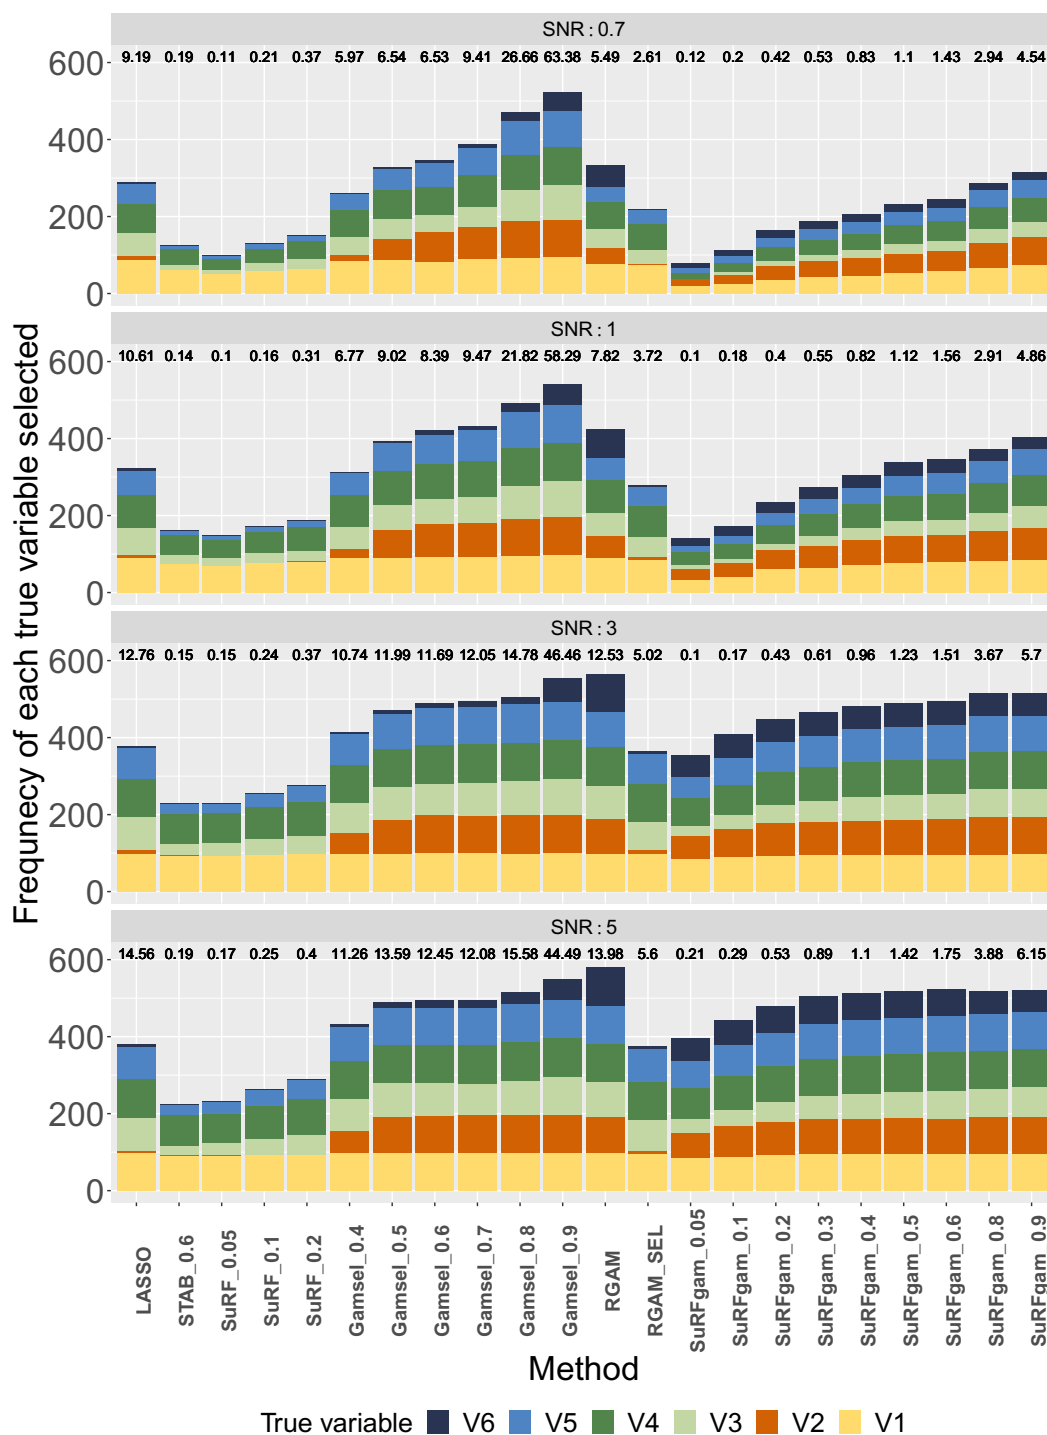 SNR : 0.7
9.19 0.19 0.11 0.21 0.37 5.97 6.54 6.53 9.41 26.66 63.38 5.49 2.61 0.12 0.2 0.42 0.53 0.83 1.1 1.43 2.94 4.54
600
400
200
0
SNR : 1
10.61 0.14 0.1 0.16 0.31 6.77 9.02 8.39 9.47 21.82 58.29 7.82 3.72 0.1 0.18 0.4 0.55 0.82 1.12 1.56 2.91 4.86
600
400
200
0
SNR : 3
12.76 0.15 0.15 0.24 0.37 10.74 11.99 11.69 12.05 14.78 46.46 12.53 5.02 0.1 0.17 0.43 0.61 0.96 1.23 1.51 3.67 5.7
600
400
200
0
SNR : 5
14.56 0.19 0.17 0.25 0.4 11.26 13.59 12.45 12.08 15.58 44.49 13.98 5.6 0.21 0.29 0.53 0.89 1.1 1.42 1.75 3.88 6.15
600
400
200
0
Frequnecy of each true variable selected
LASSO
STAB_0.6
SuRF_0.05
SuRF_0.1
SuRF_0.2
Gamsel_0.4
Gamsel_0.5
Gamsel_0.6
Gamsel_0.7
Gamsel_0.8
Gamsel_0.9
RGAM
RGAM_SEL
SuRFgam_0.05
SuRFgam_0.1
SuRFgam_0.2
SuRFgam_0.3
SuRFgam_0.4
SuRFgam_0.5
SuRFgam_0.6
SuRFgam_0.8
SuRFgam_0.9
Method
True variable V6 V5 V4 V3 V2 V1